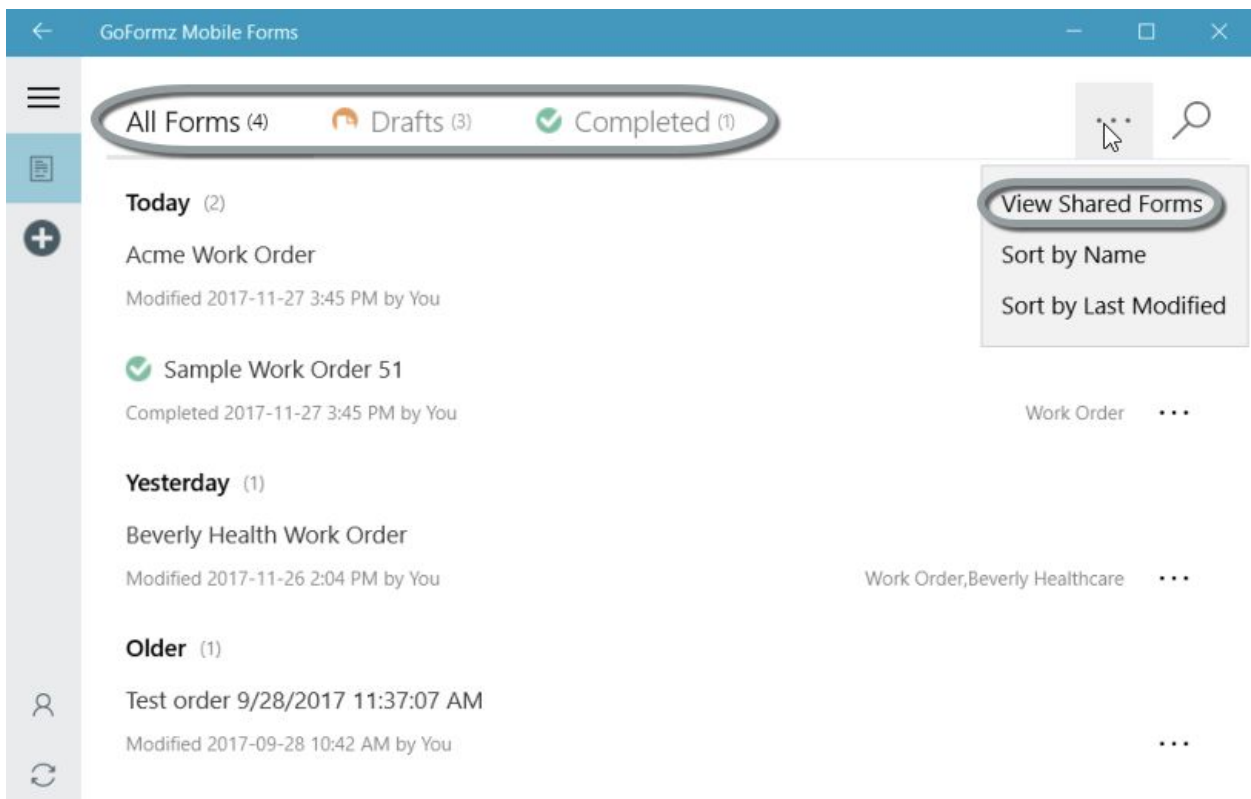 GoFormz Mobile Forms
All Forms (4) Drafts (3) Completed (1)
Today (2)
View Shared Forms
Acme Work Order
Sort by Name
Modified 2017-11-27 3:45 PM by You
Sort by Last Modified
Sample Work Order 51
Completed 2017-11-27 3:45 PM by You
Work Order
Yesterday (1)
Beverly Health Work Order
Modified 2017-11-26 2:04 PM by You
Work Order,Beverly Healthcare
Older (1)
Test order 9/28/2017 11:37:07 AM
Modified 2017-09-28 10:42 AM by You